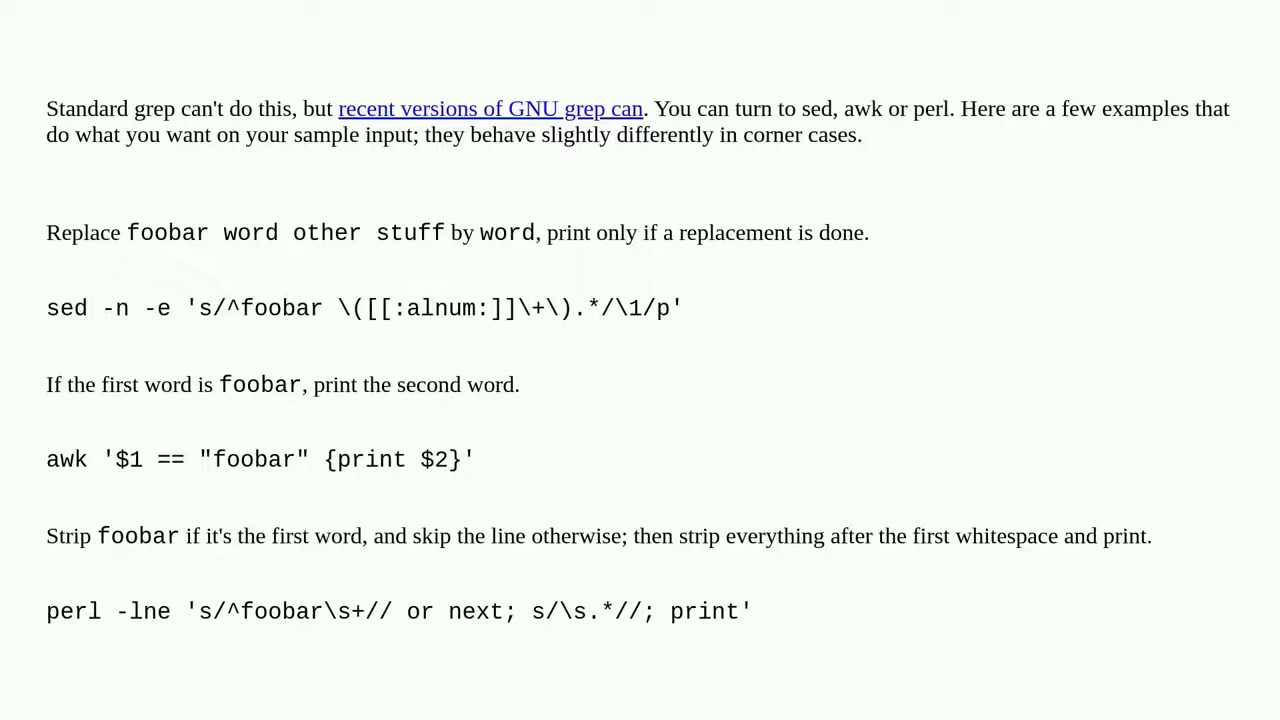 Standard grep can't do this, but recent versions of GNU grep can. You can turn to sed, awk or perl. Here are a few examples that
do what you want on your sample input; they behave slightly differently in corner cases.
Replace foobar word other stuff by word, print only if a replacement is done.
sed -n -e 's/^foobar \([[:alnum:]]\+\).*/\1/p'
If the first word is foobar, print the second word.
awk '$1 == "foobar" {print $2}'
Strip foobar if it's the first word, and skip the line otherwise; then strip everything after the first whitespace and print.
perl -lne 's/^foobar\s+// or next; s/\s.*//; print'